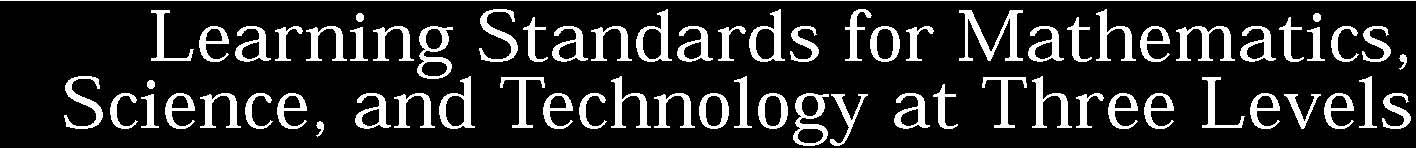 Learning Standards for Mathematics,
Science, and Technology at Three Levels